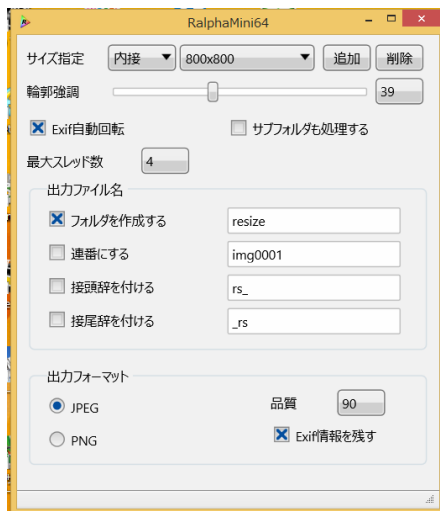 RalphaMini64
サイズ指定 内接 800x800 追加 削除
輪郭強調 39
Exif自動回転 サブフォルダも処理する
最大スレッド数 4
出力ファイル名
フォルダを作成する resize
連番にする img0001
接頭辞を付ける rs_
接尾辞を付ける _rs
出力フォーマット
JPEG 品質 90
PNG Exif情報を残す